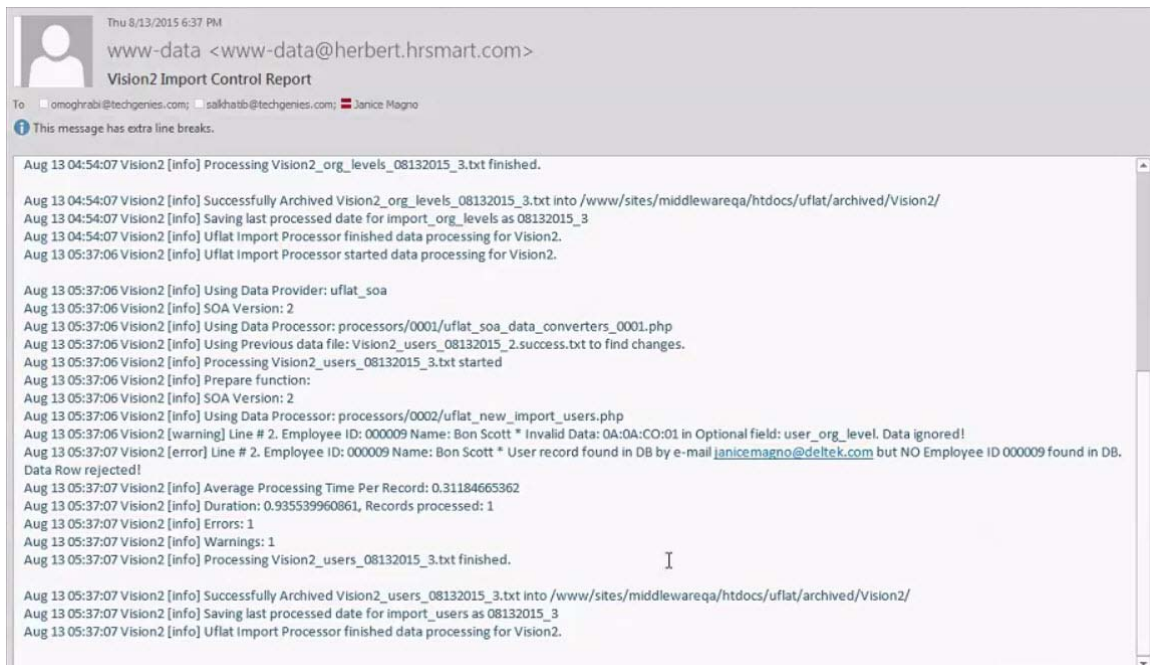 Thu 8/13/2015 6:37 PM
www-data <www-data@herbert.hrsmart.com>
Vision2 Import Control Report
To omoghrabi@techgenies.com; salkhatib@techgenies.com; Janice Magno
This message has extra line breaks.
Aug 13 04:54:07 Vision2 [info] Processing Vision2_org_levels_08132015_3.txt finished.
Aug 13 04:54:07 Vision2 [info] Successfully Archived Vision2_org_levels_08132015_3.txt into /www/sites/middlewareqa/htdocs/uflat/archived/Vision2/
Aug 13 04:54:07 Vision2 [info] Saving last processed date for import_org_levels as 08132015_3
Aug 13 04:54:07 Vision2 [info] Uflat Import Processor finished data processing for Vision2.
Aug 13 05:37:06 Vision2 [info] Uflat Import Processor started data processing for Vision2.
Aug 13 05:37:06 Vision2 [info] Using Data Provider: uflat_soa
Aug 13 05:37:06 Vision2 [info] SOA Version: 2
Aug 13 05:37:06 Vision2 [info] Using Data Processor: processors/0001/uflat_soa_data_converters_0001.php
Aug 13 05:37:06 Vision2 [info] Using Previous data file: Vision2_users_08132015_2.success.txt to find changes.
Aug 13 05:37:06 Vision2 [info] Processing Vision2_users_08132015_3.txt started
Aug 13 05:37:06 Vision2 [info] Prepare function:
Aug 13 05:37:06 Vision2 [info] SOA Version: 2
Aug 13 05:37:06 Vision2 [info] Using Data Processor: processors/0002/uflat_new_import_users.php
Aug 13 05:37:06 Vision2 [warning] Line # 2. Employee ID: 000009 Name: Bon Scott * Invalid Data: 0A:0A:CO:01 in Optional field: user_org_level. Data ignored!
Aug 13 05:37:07 Vision2 [error] Line # 2. Employee ID: 000009 Name: Bon Scott * User record found in DB by e-mail janicemagno@deltek.com but NO Employee ID 000009 found in DB.
Data Row rejected!
Aug 13 05:37:07 Vision2 [info] Average Processing Time Per Record: 0.31184665362
Aug 13 05:37:07 Vision2 [info] Duration: 0.935539960861, Records processed: 1
Aug 13 05:37:07 Vision2 [info] Errors: 1
Aug 13 05:37:07 Vision2 [info] Warnings: 1
Aug 13 05:37:07 Vision2 [info] Processing Vision2_users_08132015_3.txt finished.
Aug 13 05:37:07 Vision2 [info] Successfully Archived Vision2_users_08132015_3.txt into /www/sites/middlewareqa/htdocs/uflat/archived/Vision2/
Aug 13 05:37:07 Vision2 [info] Saving last processed date for import_users as 08132015_3
Aug 13 05:37:07 Vision2 [info] Uflat Import Processor finished data processing for Vision2.